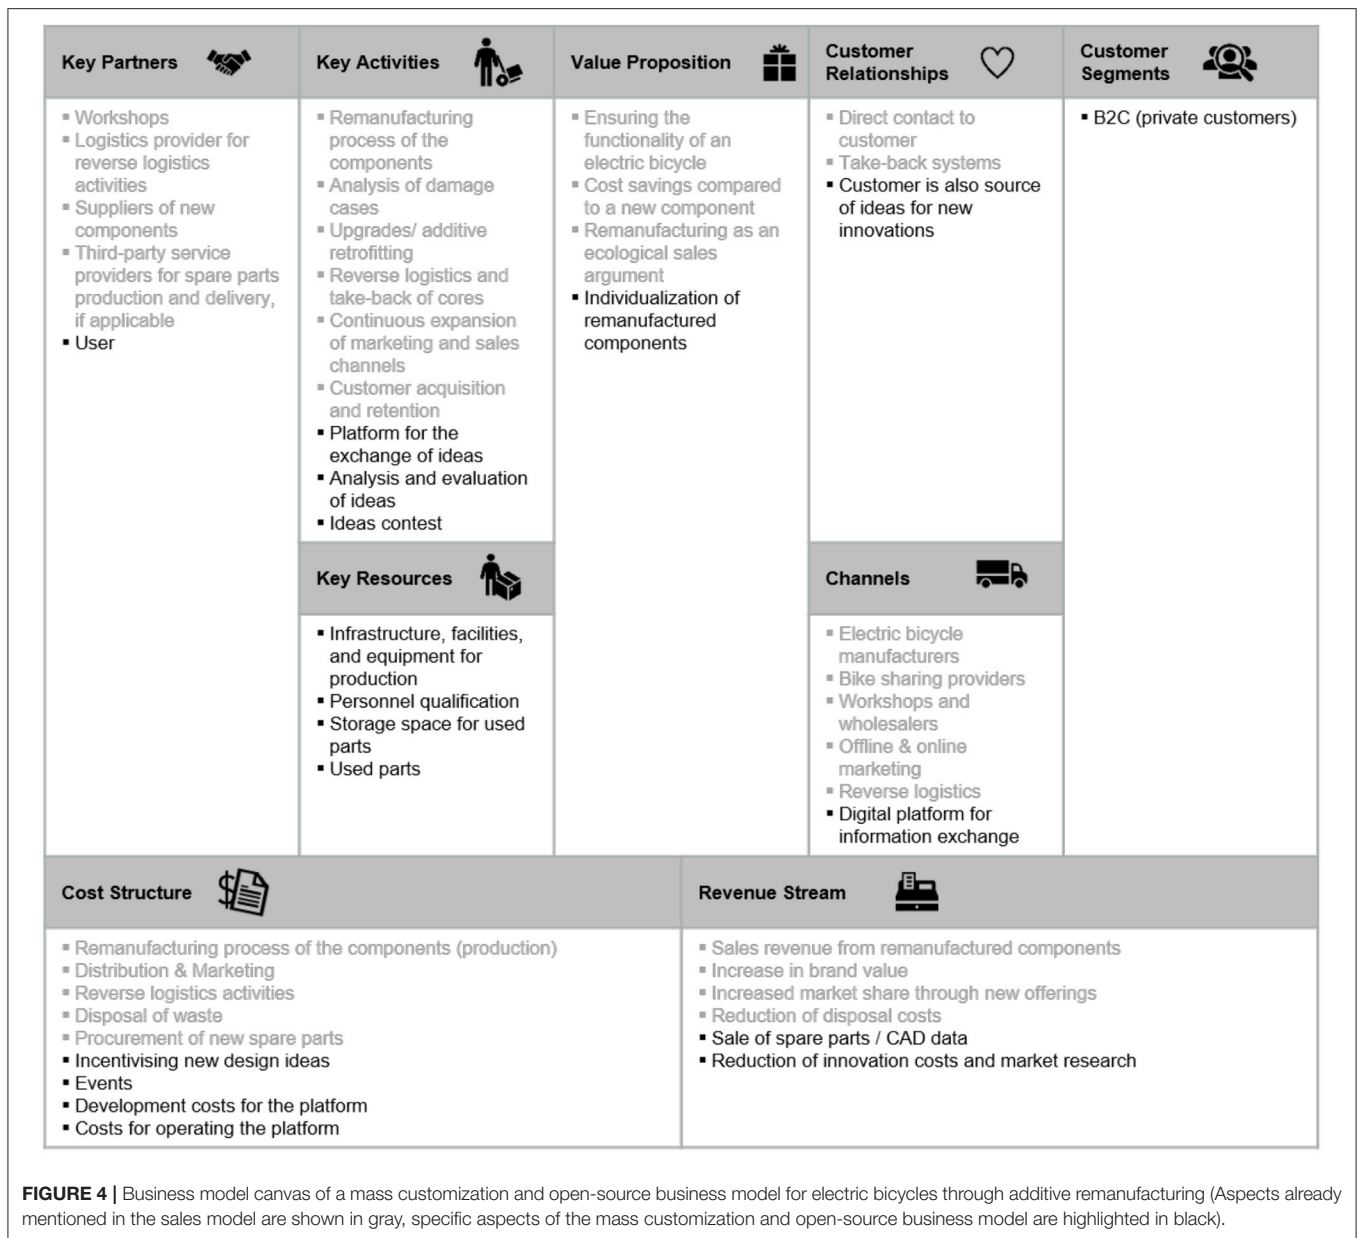 Key Partners
▪ Workshops
▪ Logistics provider for
reverse logistics
activities
▪ Suppliers of new
components
▪ Third-party service
providers for spare parts
production and delivery,
if applicable
▪ User
Key Activities
▪ Remanufacturing
process of the
components
▪ Analysis of damage
cases
▪ Upgrades/ additive
retrofitting
▪ Reverse logistics and
take-back of cores
▪ Continuous expansion
of marketing and sales
channels
▪ Customer acquisition
and retention
▪ Platform for the
exchange of ideas
▪ Analysis and evaluation
of ideas
▪ Ideas contest
Key Resources
▪ Infrastructure, facilities,
and equipment for
production
▪ Personnel qualification
▪ Storage space for used
parts
▪ Used parts
Value Proposition
▪ Ensuring the
functionality of an
electric bicycle
▪ Cost savings compared
to a new component
▪ Remanufacturing as an
ecological sales
argument
▪ Individualization of
remanufactured
components
Customer
Relationships
▪ Direct contact to
customer
▪ Take-back systems
▪ Customer is also source
of ideas for new
innovations
Channels
▪ Electric bicycle
manufacturers
▪ Bike sharing providers
▪ Workshops and
wholesalers
▪ Offline & online
marketing
▪ Reverse logistics
▪ Digital platform for
information exchange
Customer
Segments
▪ B2C (private customers)
Cost Structure
$
▪ Remanufacturing process of the components (production)
▪ Distribution & Marketing
▪ Reverse logistics activities
▪ Disposal of waste
▪ Procurement of new spare parts
▪ Incentivising new design ideas
▪ Events
▪ Development costs for the platform
▪ Costs for operating the platform
Revenue Stream
▪ Sales revenue from remanufactured components
▪ Increase in brand value
▪ Increased market share through new offerings
▪ Reduction of disposal costs
▪ Sale of spare parts / CAD data
▪ Reduction of innovation costs and market research
FIGURE 4 | Business model canvas of a mass customization and open-source business model for electric bicycles through additive remanufacturing (Aspects already
mentioned in the sales model are shown in gray, specific aspects of the mass customization and open-source business model are highlighted in black).